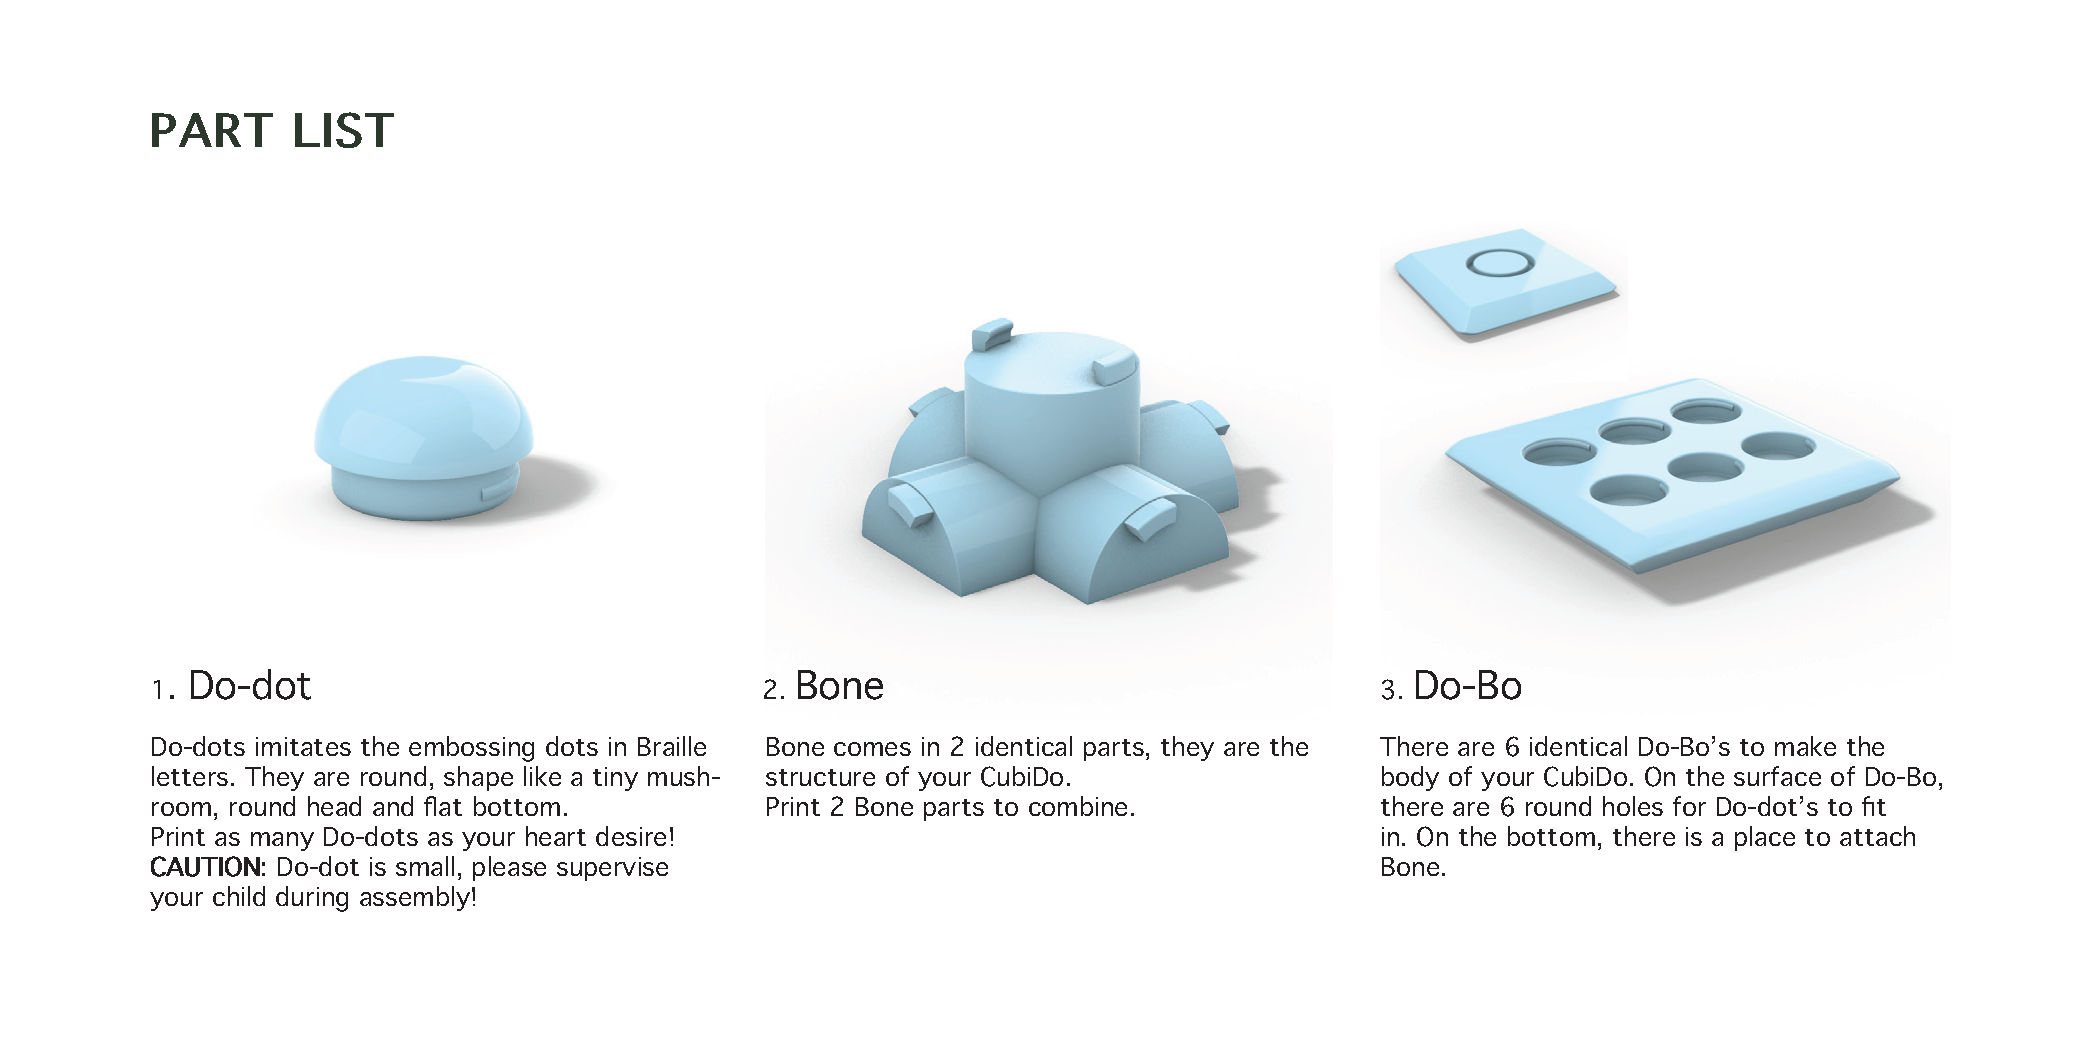 PART LIST
1. Do-dot
Do-dots imitates the embossing dots in Braille
letters. They are round, shape like a tiny mush-
room, round head and flat bottom.
Print as many Do-dots as your heart desire!
CAUTION: Do-dot is small, please supervise
your child during assembly!
2. Bone
Bone comes in 2 identical parts, they are the
structure of your CubiDo.
Print 2 Bone parts to combine.
3. Do-Bo
There are 6 identical Do-Bo’s to make the
body of your CubiDo. On the surface of Do-Bo,
there are 6 round holes for Do-dot’s to fit
in. On the bottom, there is a place to attach
Bone.